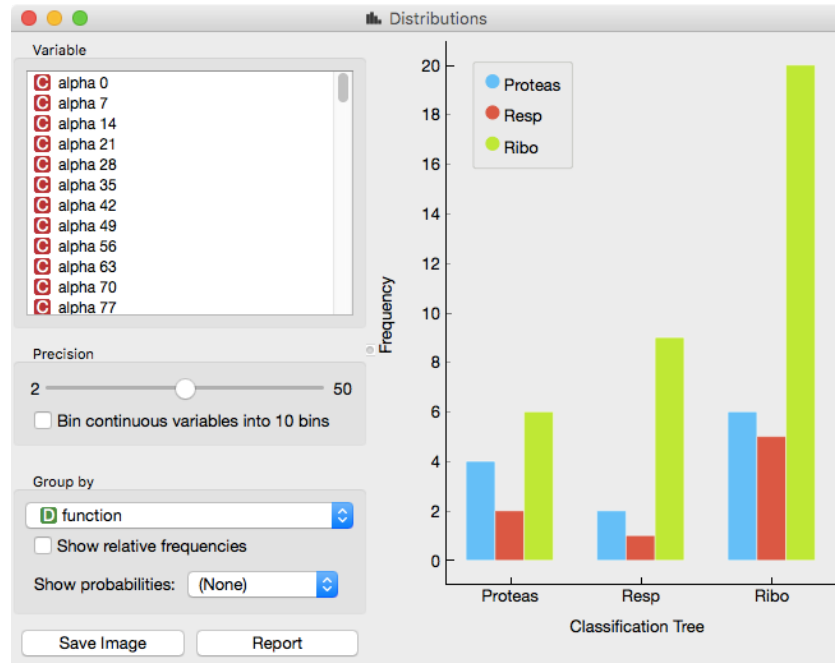 Distributions
Variable
C alpha 0
C alpha 7
C alpha 14
C alpha 21
C alpha 28
C alpha 35
C alpha 42
C alpha 49
C alpha 56
C alpha 63
C alpha 70
C alpha 77
Precision
2 50
Bin continuous variables into 10 bins
Group by
D function
Show relative frequencies
Show probabilities: (None)
Save Image Report
Frequency
20
18
16
14
12
10
8
6
4
2
0
Proteas
Resp
Ribo
Proteas Resp Ribo
Classification Tree